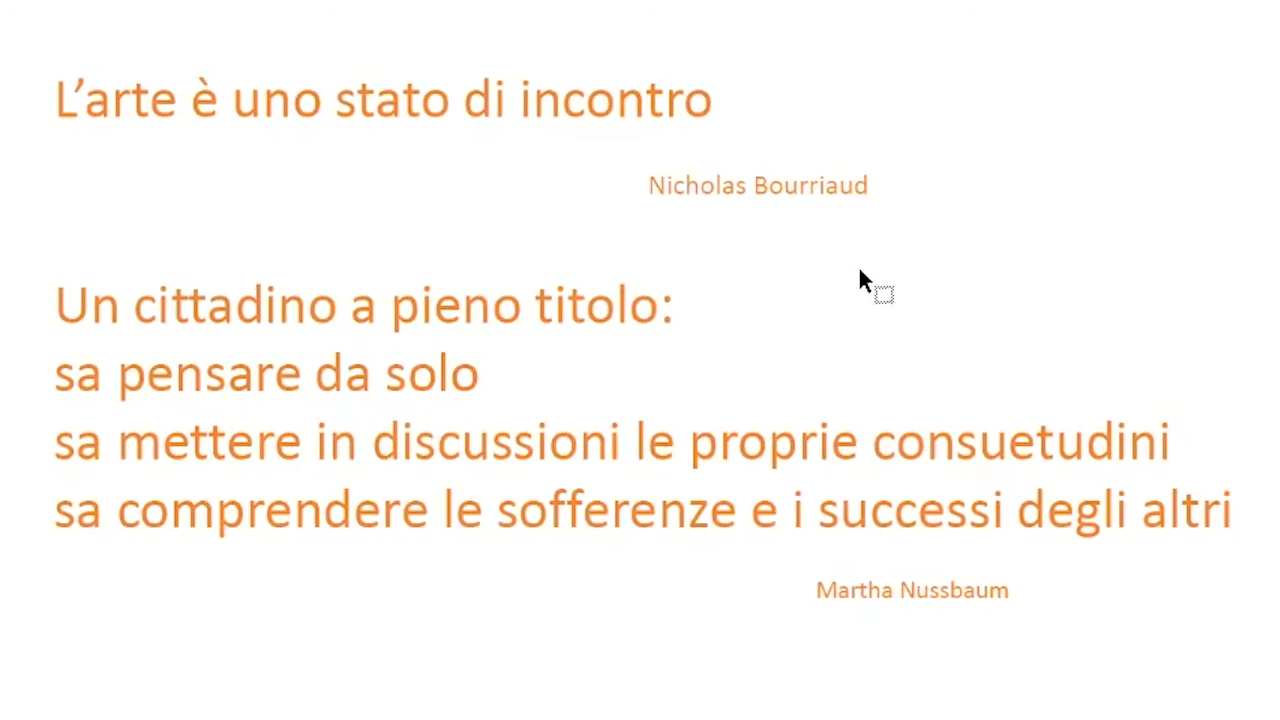 L’arte è uno stato di incontro
Nicholas Bourriaud
Un cittadino a pieno titolo:
sa pensare da solo
sa mettere in discussioni le proprie consuetudini
sa comprendere le sofferenze e i successi degli altri
Martha Nussbaum